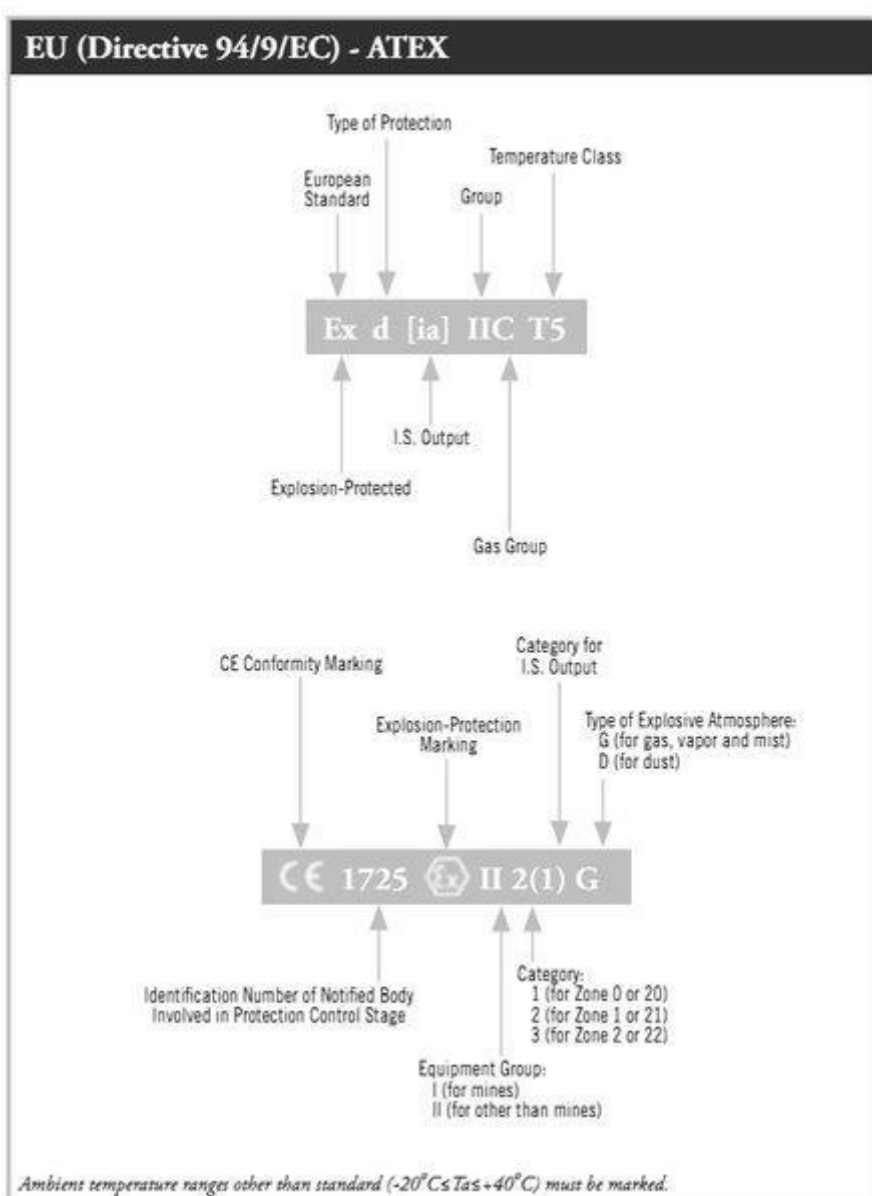 EU (Directive 94/9/EC) - ATEX
Type of Protection
Temperature Class
European
Standard
Group
Ex d [ia] IIC T5
I.S. Output
Explosion-Protected
Gas Group
Category for
I.S. Output
CE Conformity Marking
Explosion-Protection
Marking
Type of Explosive Atmosphere:
G (for gas, vapor and mist)
D (for dust)
CE 1725 Ex II 2(1) G
Identification Number of Notified Body
Involved in Protection Control Stage
Category:
1 (for Zone 0 or 20)
2 (for Zone 1 or 21)
3 (for Zone 2 or 22)
Equipment Group:
I (for mines)
II (for other than mines)
Ambient temperature ranges other than standard (-20°C≤Ta≤+40°C) must be marked.